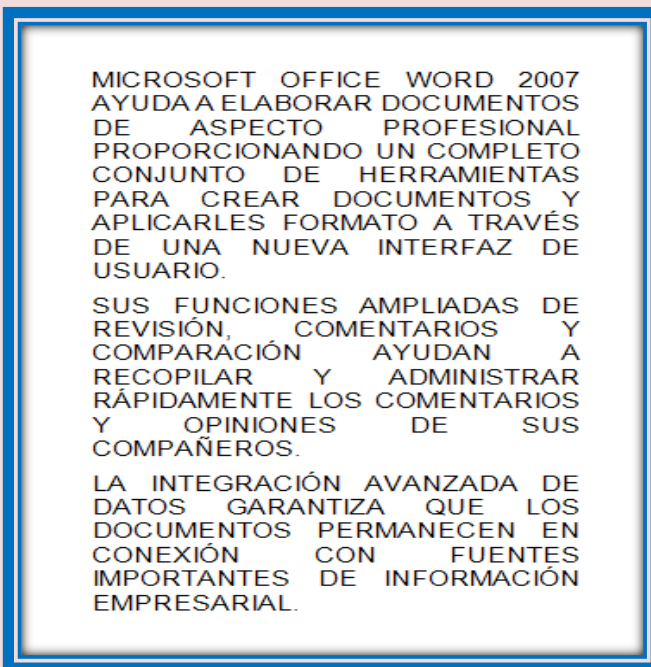 MICROSOFT OFFICE WORD 2007
AYUDA A ELABORAR DOCUMENTOS
DE ASPECTO PROFESIONAL
PROPORCIONANDO UN COMPLETO
CONJUNTO DE HERRAMIENTAS
PARA CREAR DOCUMENTOS Y
APLICARLES FORMATO A TRAVÉS
DE UNA NUEVA INTERFAZ DE
USUARIO.
SUS FUNCIONES AMPLIADAS DE
REVISIÓN, COMENTARIOS Y
COMPARACIÓN AYUDAN A
RECOPILAR Y ADMINISTRAR
RÁPIDAMENTE LOS COMENTARIOS
Y OPINIONES DE SUS
COMPAÑEROS.
LA INTEGRACIÓN AVANZADA DE
DATOS GARANTIZA QUE LOS
DOCUMENTOS PERMANECEN EN
CONEXIÓN CON FUENTES
IMPORTANTES DE INFORMACIÓN
EMPRESARIAL.